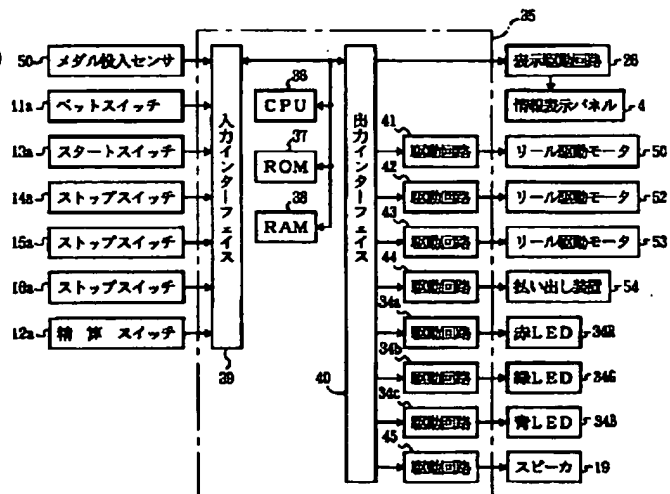 35
50 メダル投入センサ
11a ベットスイッチ
13a スタートスイッチ
14a ストップスイッチ
15a ストップスイッチ
16a ストップスイッチ
12a 精算 スイッチ
入力インターフェイス
39
36
CPU
37
ROM
38
RAM
出力インターフェイス
40
表示駆動回路 26
情報表示パネル 4
41
駆動回路 リール駆動モータ 50
42
駆動回路 リール駆動モータ 52
43
駆動回路 リール駆動モータ 53
44
駆動回路 払い出し装置 54
34a
駆動回路 赤LED 34R
34b
駆動回路 緑LED 34G
34c
駆動回路 青LED 34B
45
駆動回路 スピーカ 19